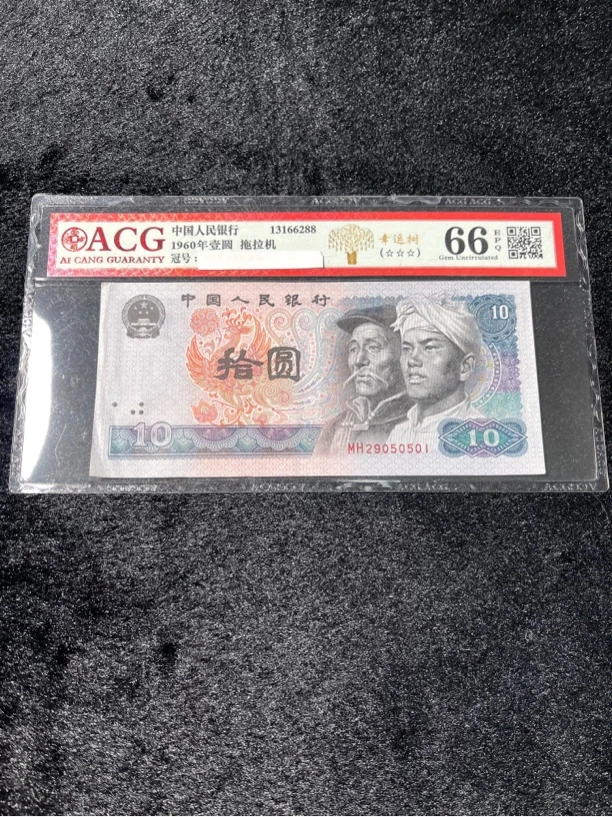 ACG
AI CANG GUARANTY
中国人民银行 13166288
1960年壹圆 拖拉机
冠号:
幸运树
(☆☆☆)
66 EPQ
Gem Uncirculated
中国人民银行
10
拾圆
10
MH29050501
10